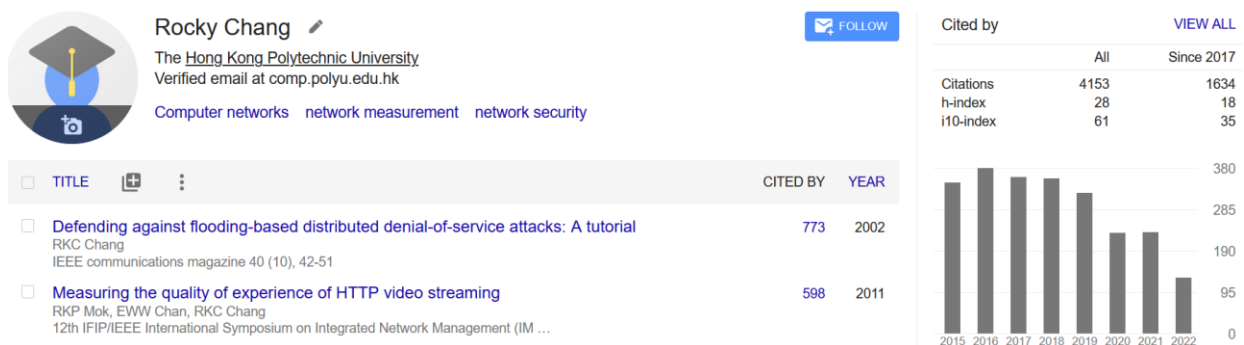 Rocky Chang
The Hong Kong Polytechnic University
Verified email at comp.polyu.edu.hk
Computer networks network measurement network security
FOLLOW
TITLE CITED BY YEAR
Defending against flooding-based distributed denial-of-service attacks: A tutorial 773 2002
RKC Chang
IEEE communications magazine 40 (10), 42-51
Measuring the quality of experience of HTTP video streaming 598 2011
RKP Mok, EWW Chan, RKC Chang
12th IFIP/IEEE International Symposium on Integrated Network Management (IM …
Cited by VIEW ALL
All Since 2017
Citations 4153 1634
h-index 28 18
i10-index 61 35
380
285
190
95
0
2015 2016 2017 2018 2019 2020 2021 2022